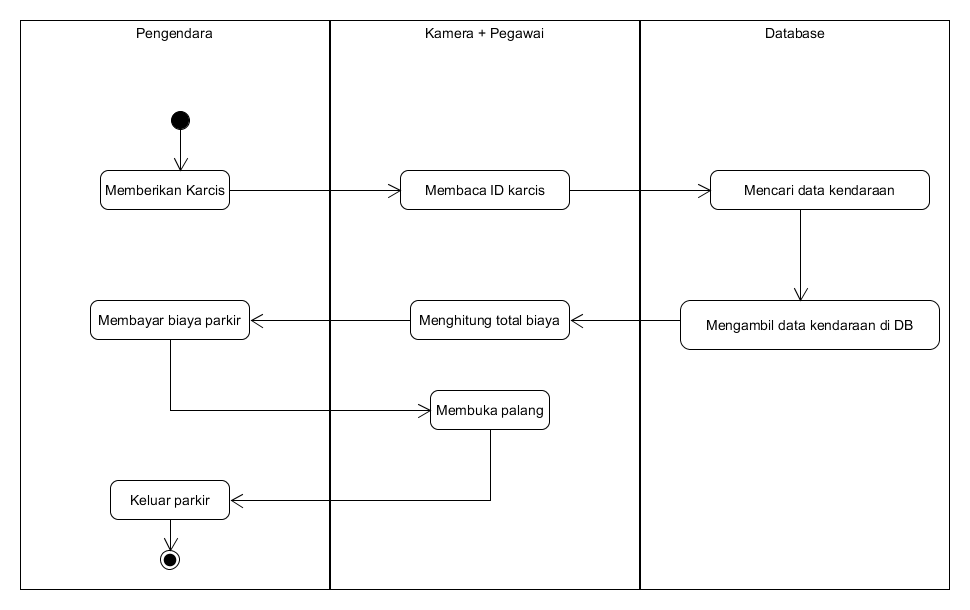 Pengendara
Kamera + Pegawai
Database
Memberikan Karcis
Membaca ID karcis
Mencari data kendaraan
Membayar biaya parkir
Menghitung total biaya
Mengambil data kendaraan di DB
Membuka palang
Keluar parkir